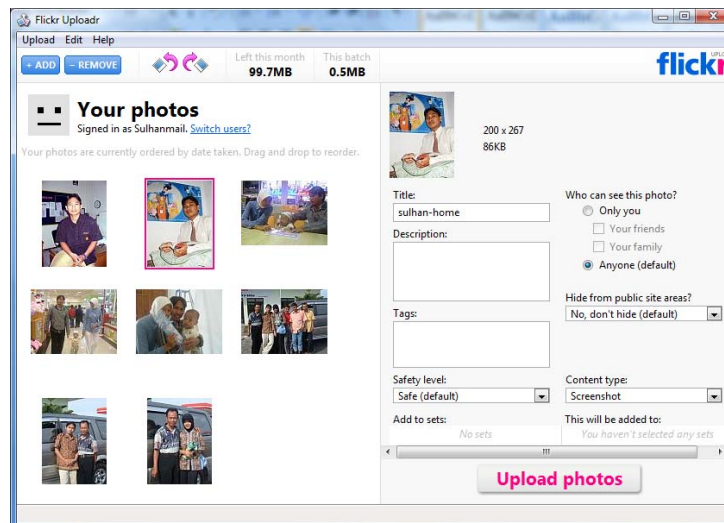 Flickr Uploadr
Upload Edit Help
+ ADD – REMOVE
Left this month
99.7MB
This batch
0.5MB
flickr
Your photos
Signed in as Sulhanmail. Switch users?
Your photos are currently ordered by date taken. Drag and drop to reorder.
200 x 267
86KB
Title:
sulhan-home
Description:
Tags:
Safety level:
Safe (default)
Add to sets:
No sets
Who can see this photo?
Only you
Your friends
Your family
Anyone (default)
Hide from public site areas?
No, don't hide (default)
Content type:
Screenshot
This will be added to:
You haven't selected any sets
Upload photos